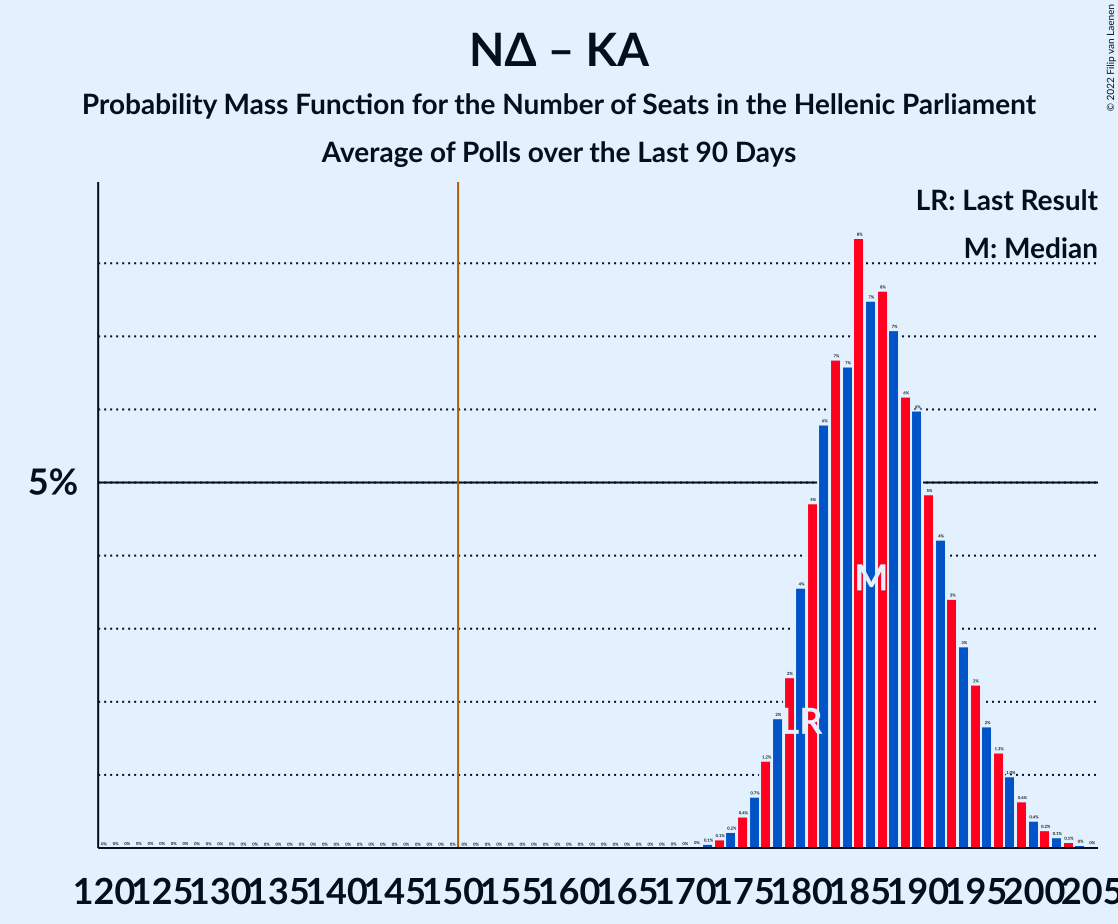 ΝΔ – ΚΑ
Probability Mass Function for the Number of Seats in the Hellenic Parliament
Average of Polls over the Last 90 Days
© 2022 Filip van Laenen
LR: Last Result
M: Median
5%
M
LR
120 125 130 135 140 145 150 155 160 165 170 175 180 185 190 195 200 205